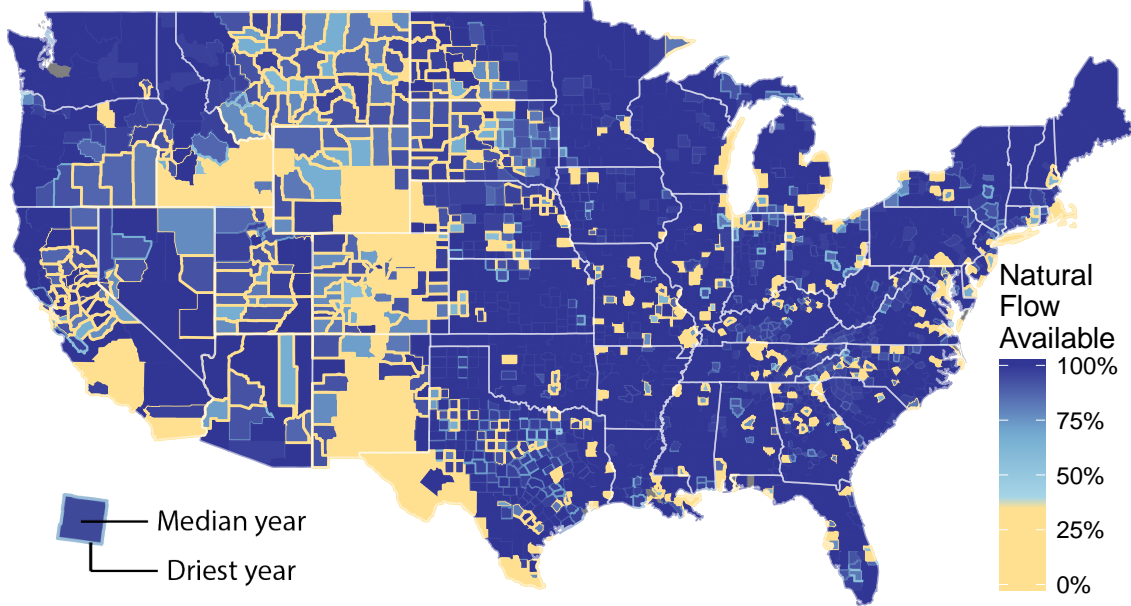 Natural
Flow
Available
100%
75%
50%
25%
0%
Median year
Driest year